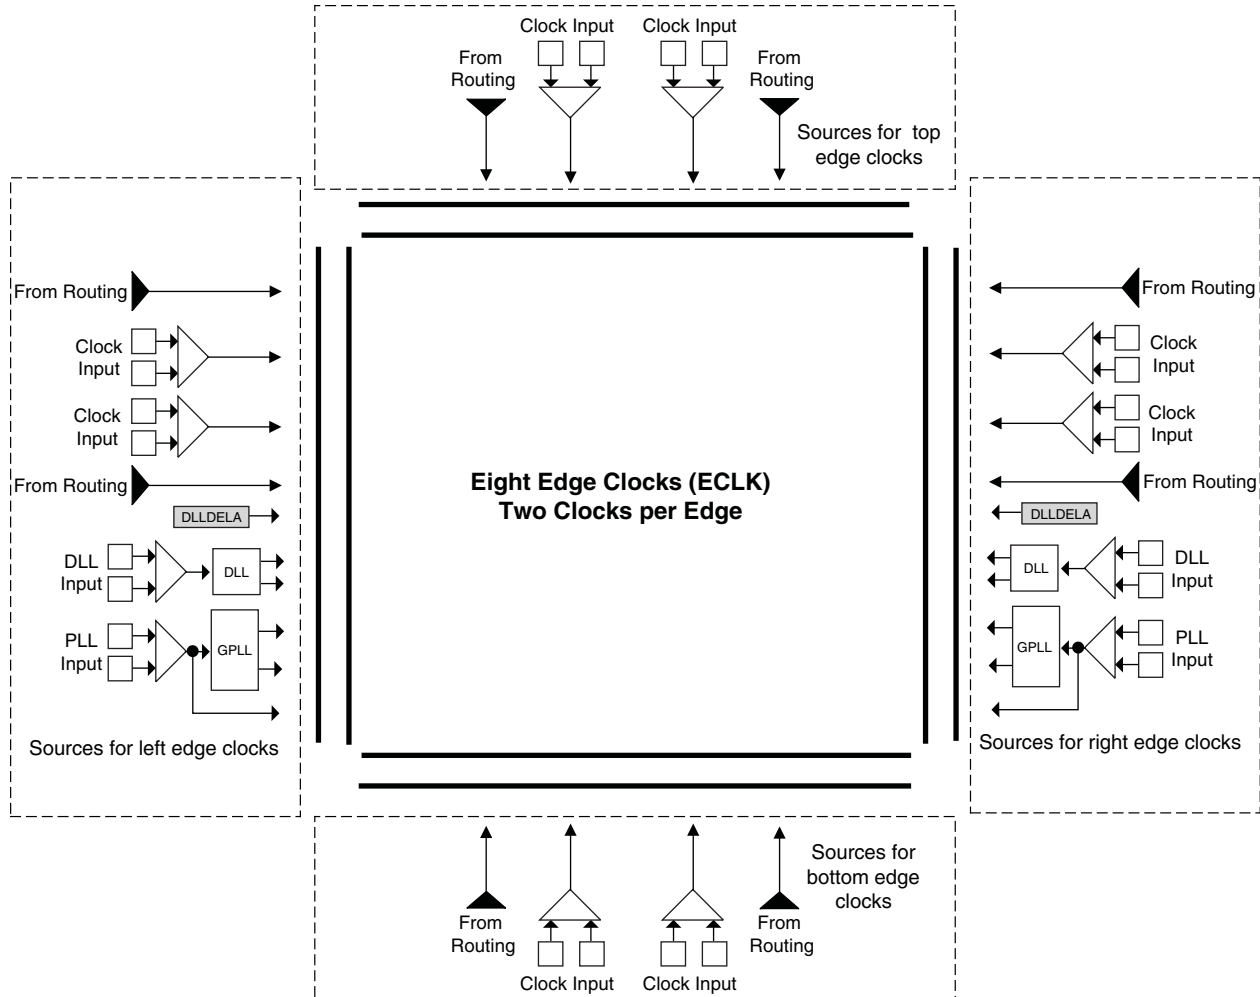 Clock Input
Clock Input
From
Routing
From
Routing
Sources for top
edge clocks
From Routing
Clock
Input
Clock
Input
From Routing
DLLDELA
DLL
Input
DLL
PLL
Input
GPLL
Sources for left edge clocks
Eight Edge Clocks (ECLK)
Two Clocks per Edge
From Routing
Clock
Input
Clock
Input
From Routing
DLLDELA
DLL
DLL
Input
GPLL
PLL
Input
Sources for right edge clocks
Sources for
bottom edge
clocks
From
Routing
From
Routing
Clock Input
Clock Input